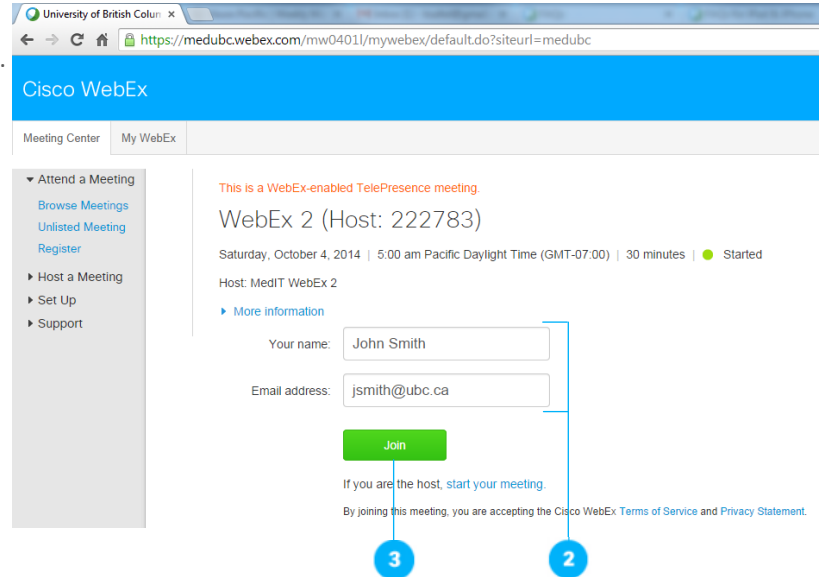 University of British Colun ×
https://medubc.webex.com/mw0401l/mywebex/default.do?siteurl=medubc
Cisco WebEx
Meeting Center My WebEx
Attend a Meeting
Browse Meetings
Unlisted Meeting
Register
Host a Meeting
Set Up
Support
This is a WebEx-enabled TelePresence meeting.
WebEx 2 (Host: 222783)
Saturday, October 4, 2014 | 5:00 am Pacific Daylight Time (GMT-07:00) | 30 minutes | Started
Host: MedIT WebEx 2
More information
Your name: John Smith
Email address: jsmith@ubc.ca
Join
If you are the host, start your meeting.
By joining this meeting, you are accepting the Cisco WebEx Terms of Service and Privacy Statement.
3 2